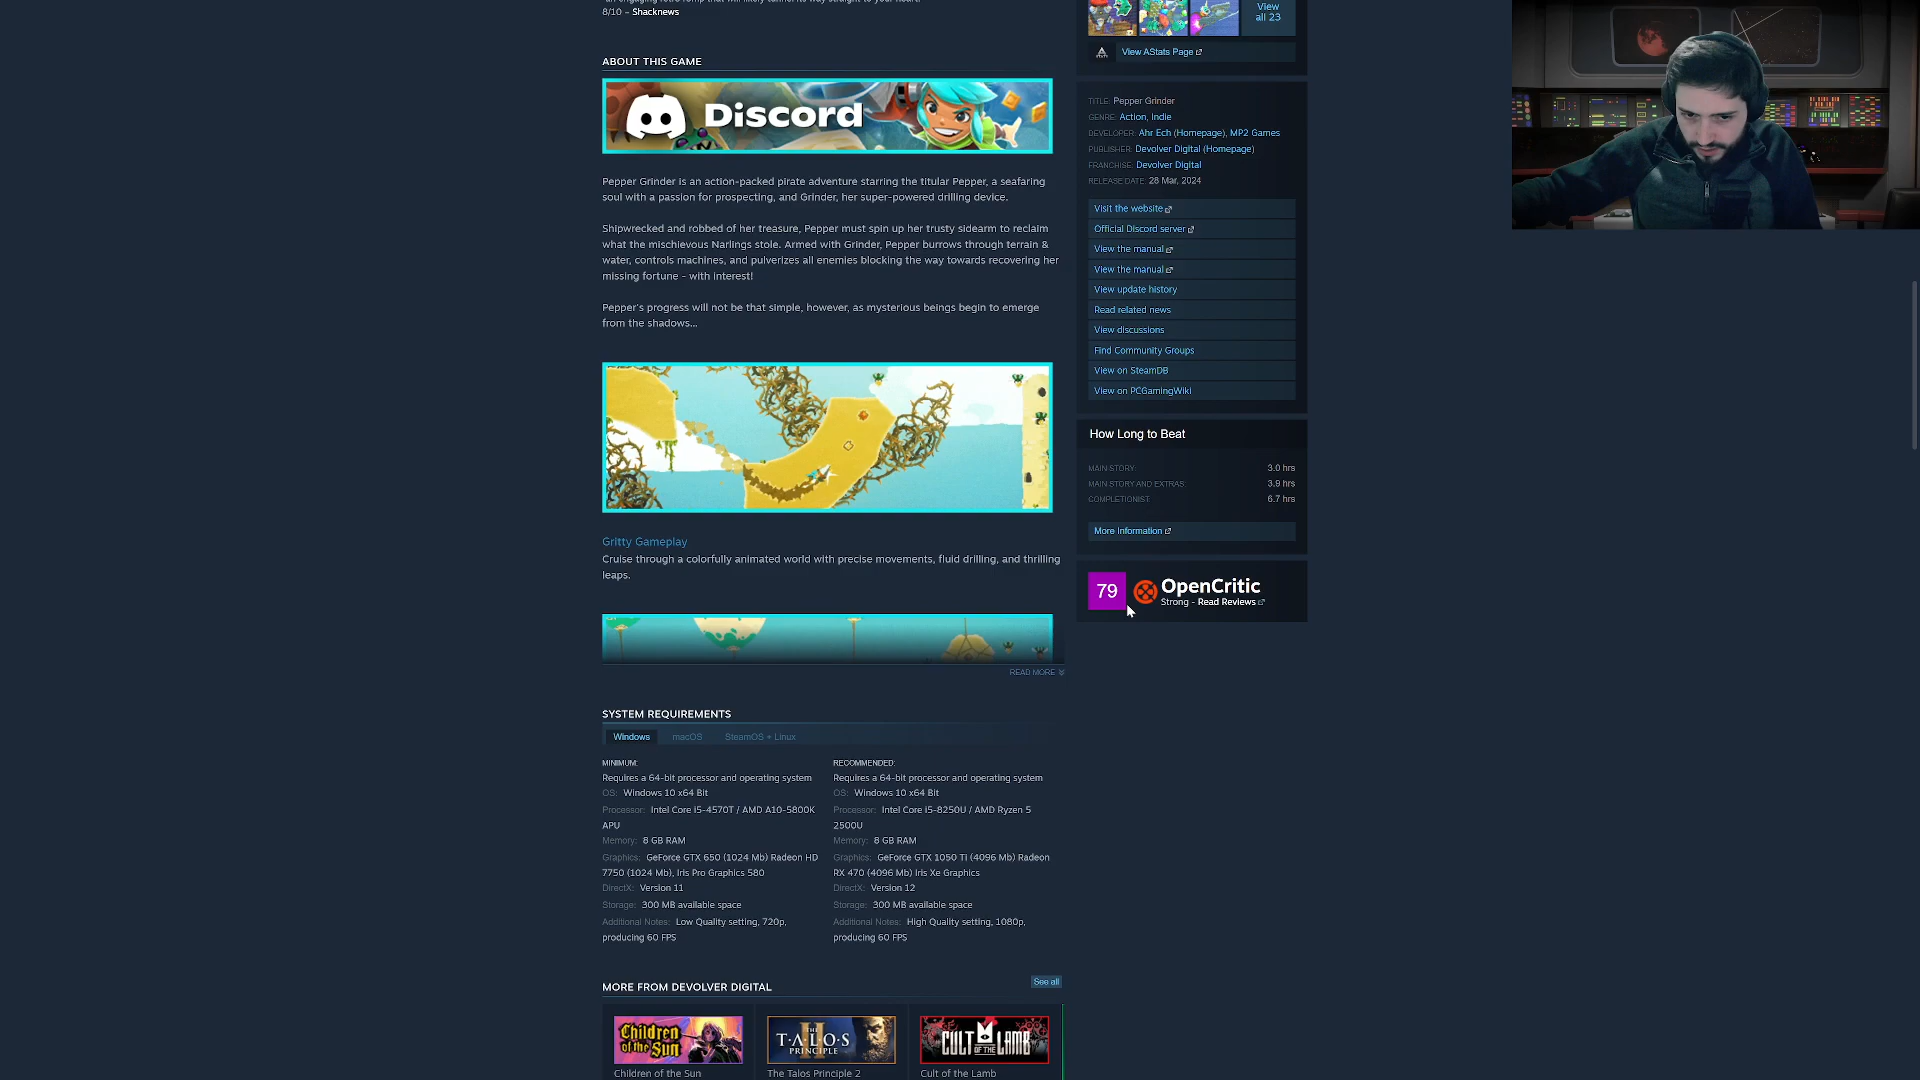 8/10 – Shacknews
ABOUT THIS GAME
Discord
Pepper Grinder is an action-packed pirate adventure starring the titular Pepper, a seafaring
soul with a passion for prospecting, and Grinder, her super-powered drilling device.
Shipwrecked and robbed of her treasure, Pepper must spin up her trusty sidearm to reclaim
what the mischievous Narlings stole. Armed with Grinder, Pepper burrows through terrain &
water, controls machines, and pulverizes all enemies blocking the way towards recovering her
missing fortune - with interest!
Pepper's progress will not be that simple, however, as mysterious beings begin to emerge
from the shadows...
Gritty Gameplay
Cruise through a colorfully animated world with precise movements, fluid drilling, and thrilling
leaps.
READ MORE
SYSTEM REQUIREMENTS
Windows macOS SteamOS + Linux
MINIMUM:
Requires a 64-bit processor and operating system
OS: Windows 10 x64 Bit
Processor: Intel Core i5-4570T / AMD A10-5800K
APU
Memory: 8 GB RAM
Graphics: GeForce GTX 650 (1024 Mb) Radeon HD
7750 (1024 Mb), Iris Pro Graphics 580
DirectX: Version 11
Storage: 300 MB available space
Additional Notes: Low Quality setting, 720p,
producing 60 FPS
RECOMMENDED:
Requires a 64-bit processor and operating system
OS: Windows 10 x64 Bit
Processor: Intel Core i5-8250U / AMD Ryzen 5
2500U
Memory: 8 GB RAM
Graphics: GeForce GTX 1050 Ti (4096 Mb) Radeon
RX 470 (4096 Mb) Iris Xe Graphics
DirectX: Version 12
Storage: 300 MB available space
Additional Notes: High Quality setting, 1080p,
producing 60 FPS
MORE FROM DEVOLVER DIGITAL
See all
Children of the Sun
THE TALOS PRINCIPLE II
CULT OF THE LAMB
Children of the Sun
The Talos Principle 2
Cult of the Lamb
View
all 23
View AStats Page
TITLE: Pepper Grinder
GENRE: Action, Indie
DEVELOPER: Ahr Ech (Homepage), MP2 Games
PUBLISHER: Devolver Digital (Homepage)
FRANCHISE: Devolver Digital
RELEASE DATE: 28 Mar, 2024
Visit the website
Official Discord server
View the manual
View the manual
View update history
Read related news
View discussions
Find Community Groups
View on SteamDB
View on PCGamingWiki
How Long to Beat
MAIN STORY: 3.0 hrs
MAIN STORY AND EXTRAS: 3.9 hrs
COMPLETIONIST: 6.7 hrs
More Information
79 OpenCritic
Strong - Read Reviews